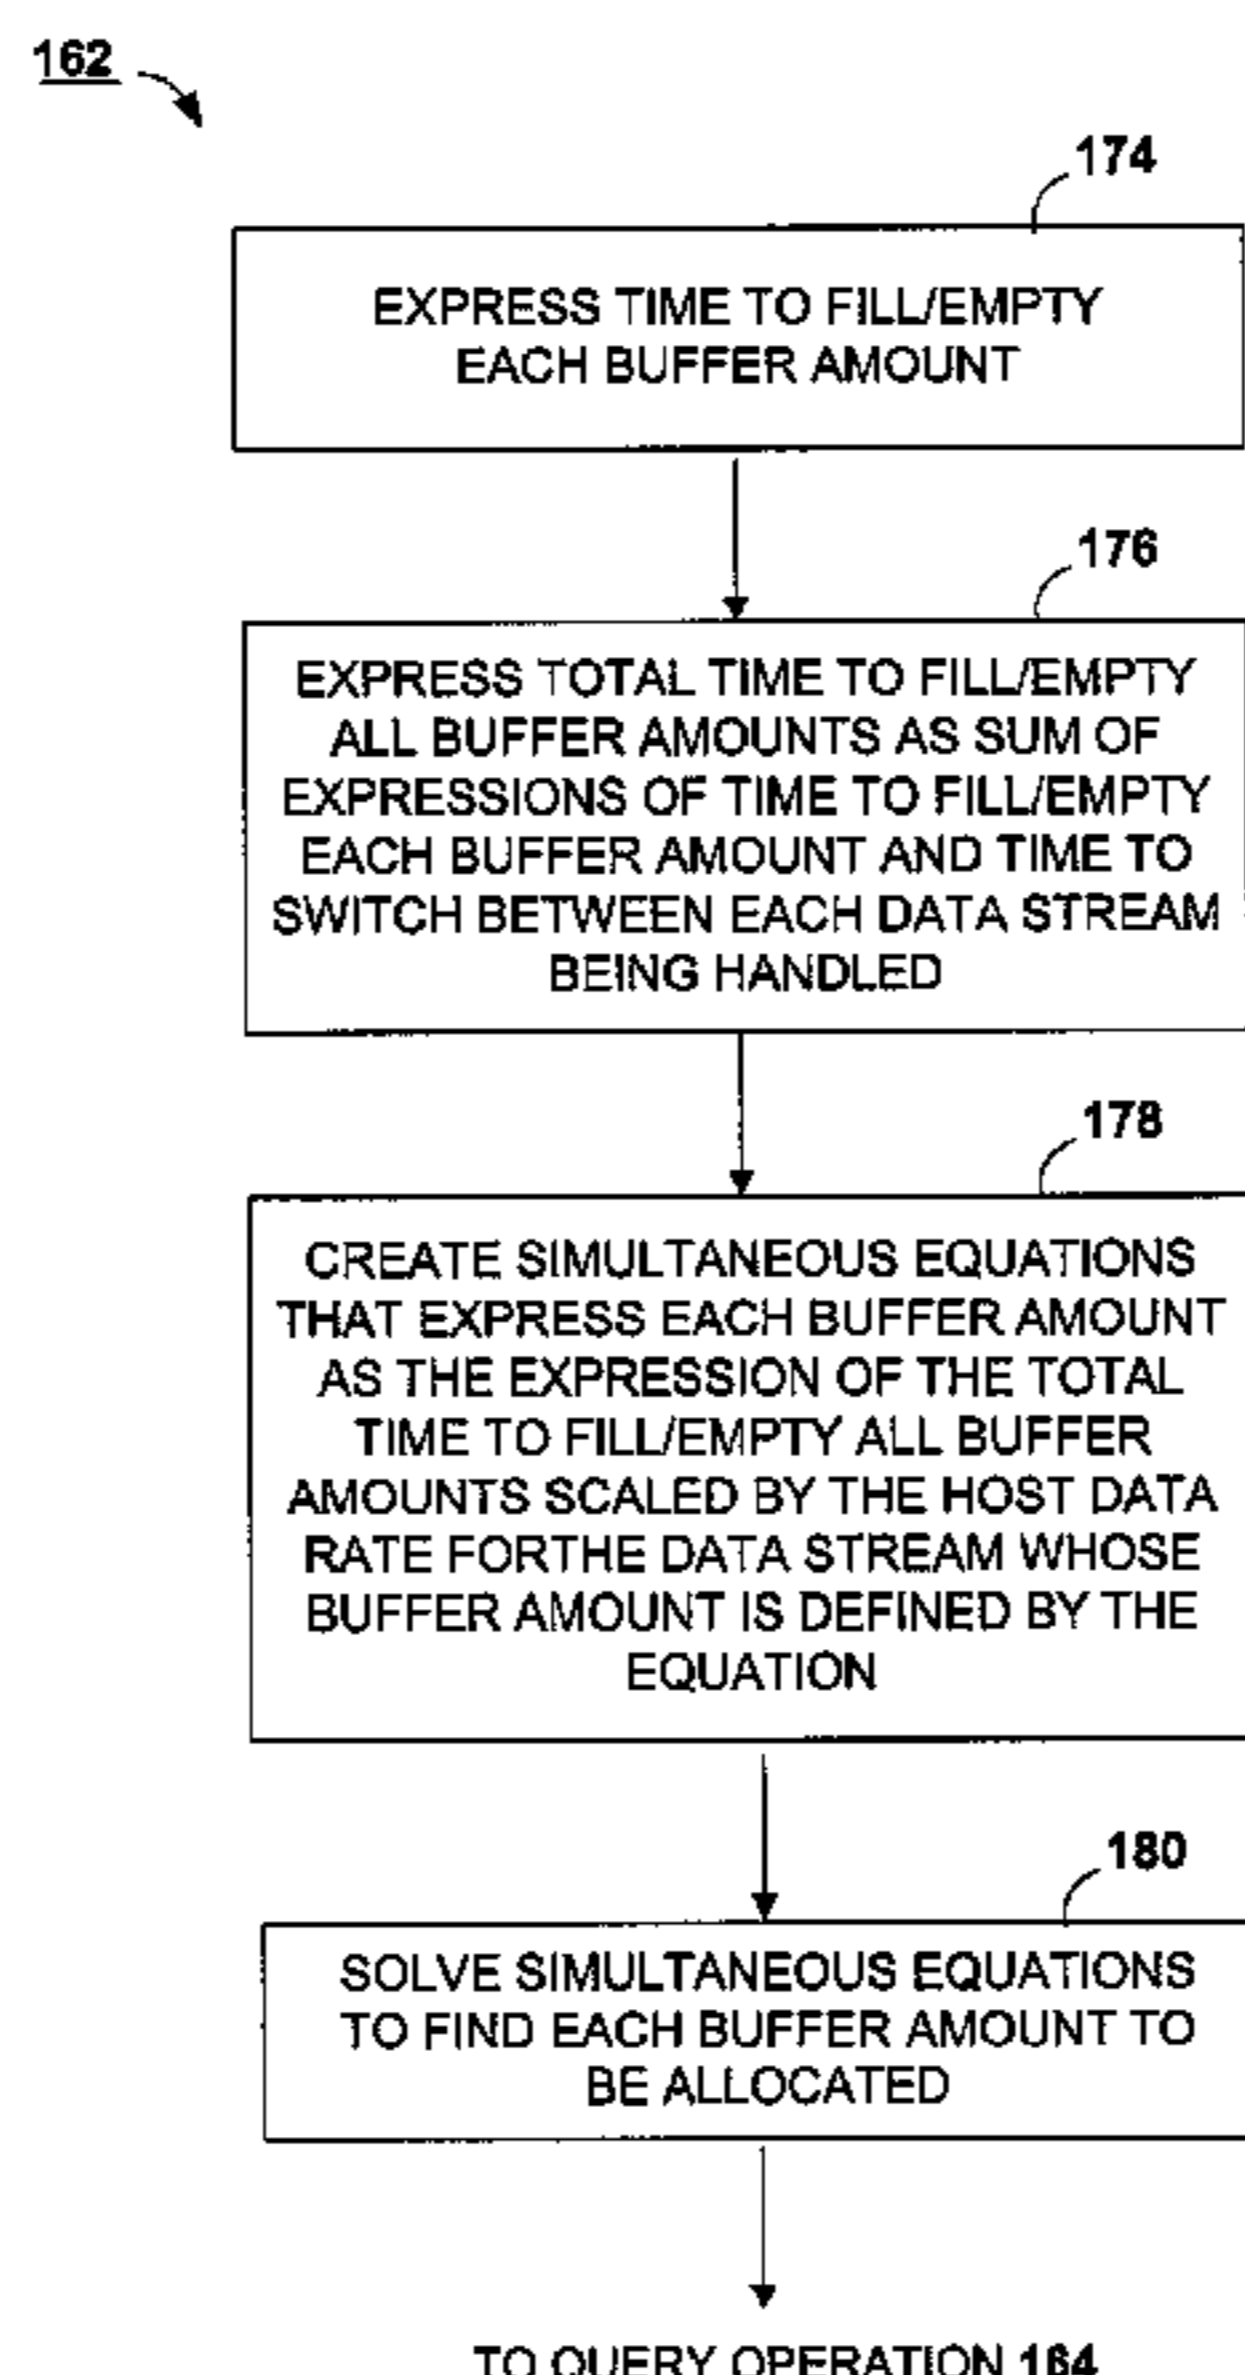 162
174
EXPRESS TIME TO FILL/EMPTY
EACH BUFFER AMOUNT
176
EXPRESS TOTAL TIME TO FILL/EMPTY
ALL BUFFER AMOUNTS AS SUM OF
EXPRESSIONS OF TIME TO FILL/EMPTY
EACH BUFFER AMOUNT AND TIME TO
SWITCH BETWEEN EACH DATA STREAM
BEING HANDLED
178
CREATE SIMULTANEOUS EQUATIONS
THAT EXPRESS EACH BUFFER AMOUNT
AS THE EXPRESSION OF THE TOTAL
TIME TO FILL/EMPTY ALL BUFFER
AMOUNTS SCALED BY THE HOST DATA
RATE FORTHE DATA STREAM WHOSE
BUFFER AMOUNT IS DEFINED BY THE
EQUATION
180
SOLVE SIMULTANEOUS EQUATIONS
TO FIND EACH BUFFER AMOUNT TO
BE ALLOCATED
TO QUERY OPERATION 164